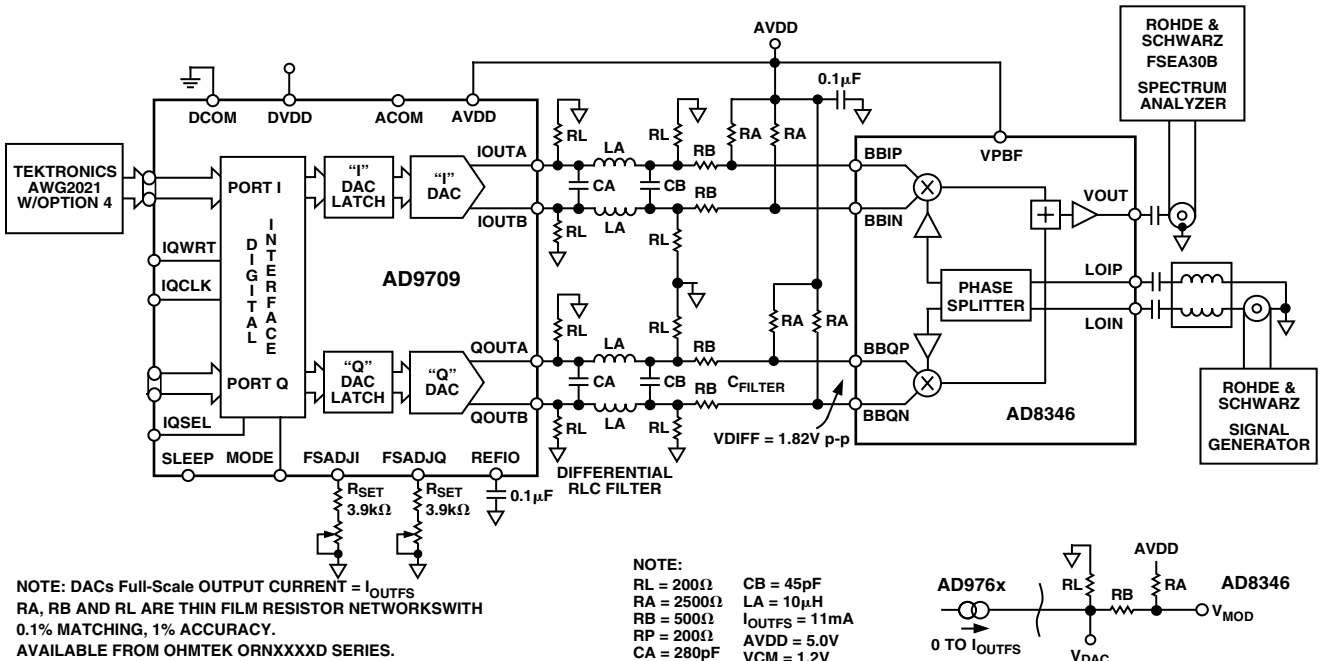 AVDD
ROHDE &
SCHWARZ
FSEA30B
SPECTRUM
ANALYZER
0.1µF
DCOM
DVDD
ACOM
AVDD
RL
RL
RA
RA
VPBF
TEKTRONICS
AWG2021
W/OPTION 4
PORT I
"I"
DAC
LATCH
"I"
DAC
IOUTA
IOUTB
LA
CA
CB
RB
RB
LA
RL
RL
BBIP
BBIN
VOUT
IQWRT
IQCLK
DIGITAL
INTERFACE
AD9709
PHASE
SPLITTER
LOIP
LOIN
RL
RL
RA
RA
PORT Q
"Q"
DAC
LATCH
"Q"
DAC
QOUTA
QOUTB
LA
CA
CB
RB
RB
LA
RL
RL
CFILTER
BBQP
BBQN
VDIFF = 1.82V p-p
AD8346
ROHDE &
SCHWARZ
SIGNAL
GENERATOR
IQSEL
SLEEP
MODE
FSADJI
FSADJQ
REFIO
DIFFERENTIAL
RLC FILTER
RSET
3.9kΩ
RSET
3.9kΩ
0.1µF
NOTE: DACs Full-Scale OUTPUT CURRENT = IOUTFS
RA, RB AND RL ARE THIN FILM RESISTOR NETWORKSWITH
0.1% MATCHING, 1% ACCURACY.
AVAILABLE FROM OHMTEK ORNXXXXD SERIES.
NOTE:
RL = 200Ω
RA = 2500Ω
RB = 500Ω
RP = 200Ω
CA = 280pF
CB = 45pF
LA = 10µH
IOUTFS = 11mA
AVDD = 5.0V
VCM = 1.2V
AD976x
0 TO IOUTFS
RL
AVDD
RB
RA
AD8346
VMOD
VDAC